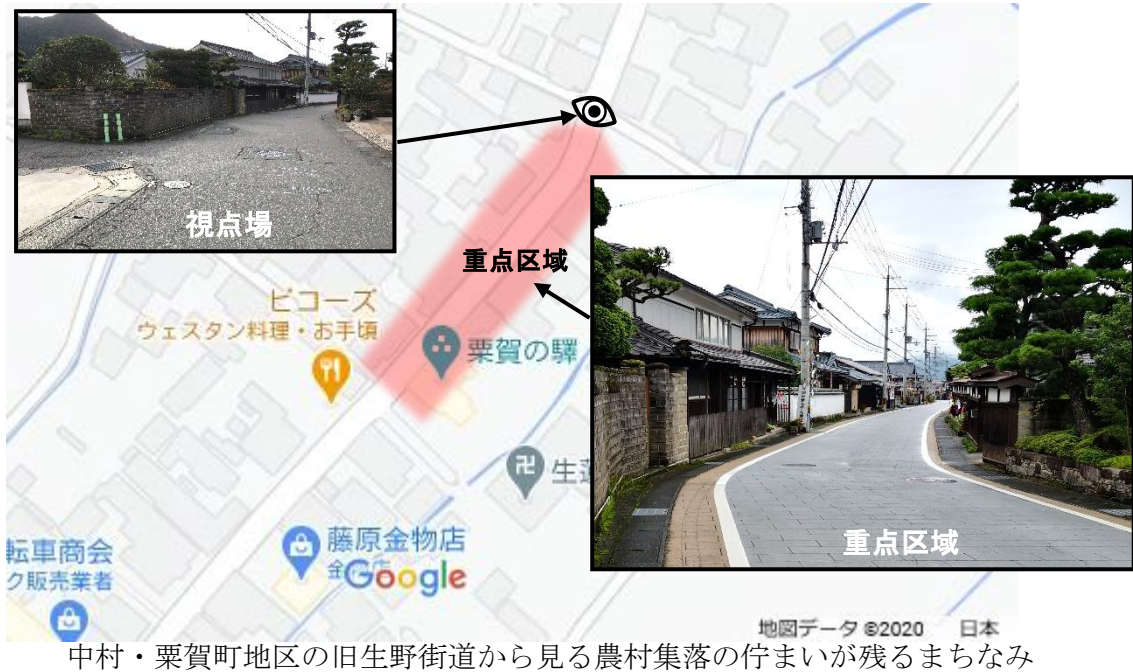 視点場
重点区域
ピコーズ
ウェスタン料理・お手頃
粟賀の驛
生蓮
重点区域
転車商会
ク販売業者
藤原金物店
Google
地図データ ©2020 日本
中村・粟賀町地区の旧生野街道から見る農村集落の佇まいが残るまちなみ